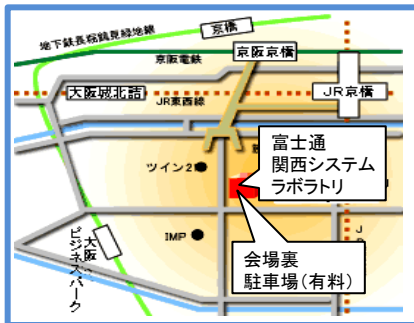 地下鉄長堀鶴見緑地線
京橋
京阪電鉄
京阪京橋
大阪城北詰
JR東西線
JR京橋
富士通
関西システム
ラボラトリ
ツイン21
IMP
会場裏
駐車場（有料）
大阪
ビジネスパーク
J